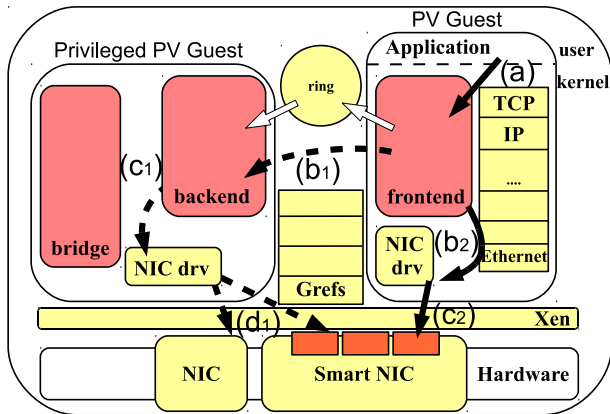 PV Guest
Privileged PV Guest
Application
user
kernel
(a)
ring
TCP
IP
....
Ethernet
(c1)
(b1)
backend
frontend
bridge
NIC drv
NIC
drv
(b2)
Grefs
(d1)
(c2)
Xen
NIC
Smart NIC
Hardware